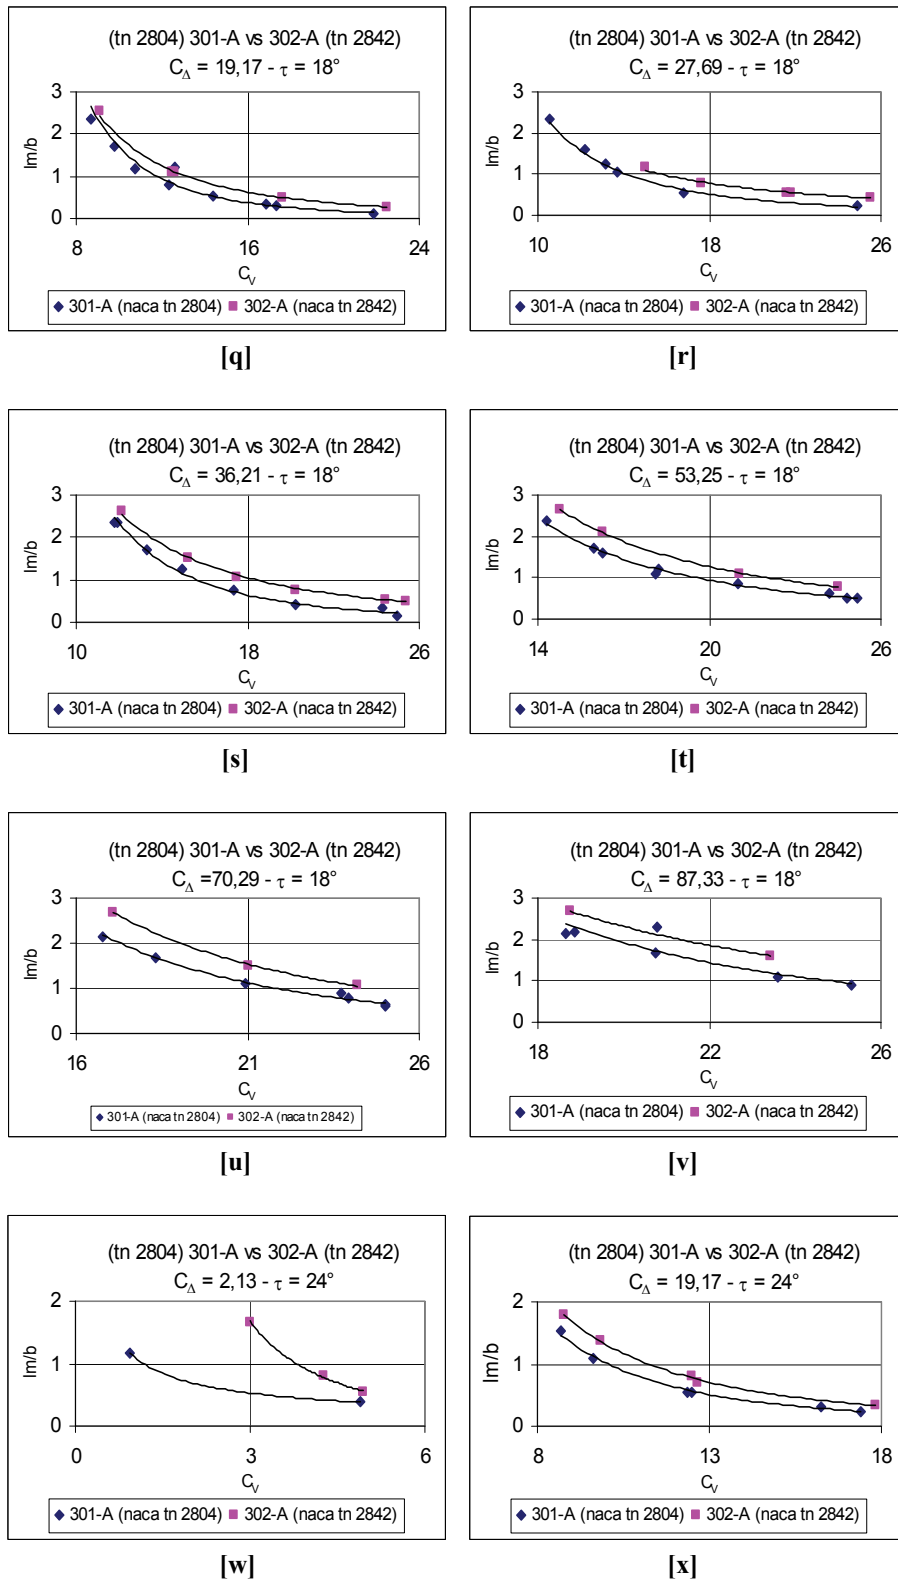 (tn 2804) 301-A vs 302-A (tn 2842)
CΔ = 19,17 - τ = 18°
3
2
1
0
lm/b
8 16 24
CV
301-A (naca tn 2804) 302-A (naca tn 2842)
[q]
(tn 2804) 301-A vs 302-A (tn 2842)
CΔ = 27,69 - τ = 18°
3
2
1
0
lm/b
10 18 26
CV
301-A (naca tn 2804) 302-A (naca tn 2842)
[r]
(tn 2804) 301-A vs 302-A (tn 2842)
CΔ = 36,21 - τ = 18°
3
2
1
0
lm/b
10 18 26
CV
301-A (naca tn 2804) 302-A (naca tn 2842)
[s]
(tn 2804) 301-A vs 302-A (tn 2842)
CΔ = 53,25 - τ = 18°
3
2
1
0
lm/b
14 20 26
CV
301-A (naca tn 2804) 302-A (naca tn 2842)
[t]
(tn 2804) 301-A vs 302-A (tn 2842)
CΔ =70,29 - τ = 18°
3
2
1
0
lm/b
16 21 26
CV
301-A (naca tn 2804) 302-A (naca tn 2842)
[u]
(tn 2804) 301-A vs 302-A (tn 2842)
CΔ = 87,33 - τ = 18°
3
2
1
0
lm/b
18 22 26
CV
301-A (naca tn 2804) 302-A (naca tn 2842)
[v]
(tn 2804) 301-A vs 302-A (tn 2842)
CΔ = 2,13 - τ = 24°
2
1
0
lm/b
0 3 6
CV
301-A (naca tn 2804) 302-A (naca tn 2842)
[w]
(tn 2804) 301-A vs 302-A (tn 2842)
CΔ = 19,17 - τ = 24°
2
1
0
lm/b
8 13 18
CV
301-A (naca tn 2804) 302-A (naca tn 2842)
[x]